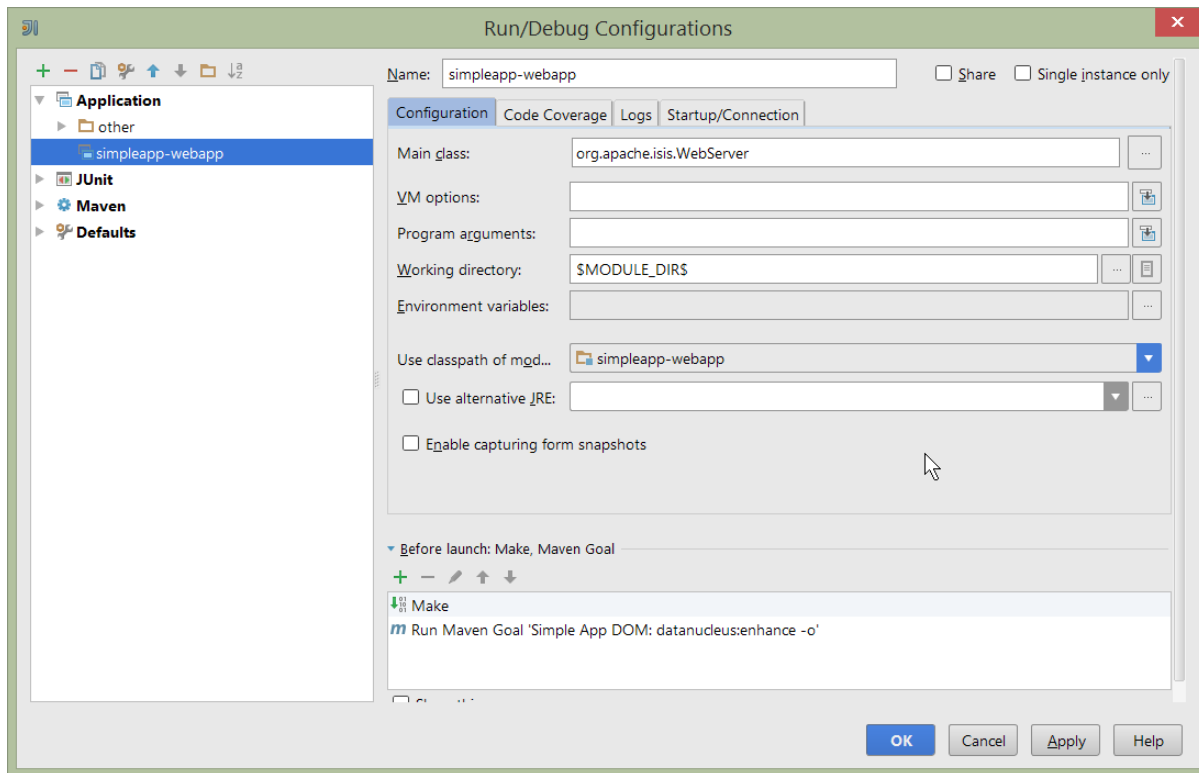 Run/Debug Configurations
Name: simpleapp-webapp
Share
Single instance only
Application
other
simpleapp-webapp
JUnit
Maven
Defaults
Configuration
Code Coverage
Logs
Startup/Connection
Main class: org.apache.isis.WebServer
VM options:
Program arguments:
Working directory: $MODULE_DIR$
Environment variables:
Use classpath of mod... simpleapp-webapp
Use alternative JRE:
Enable capturing form snapshots
Before launch: Make, Maven Goal
Make
Run Maven Goal 'Simple App DOM: datanucleus:enhance -o'
OK
Cancel
Apply
Help